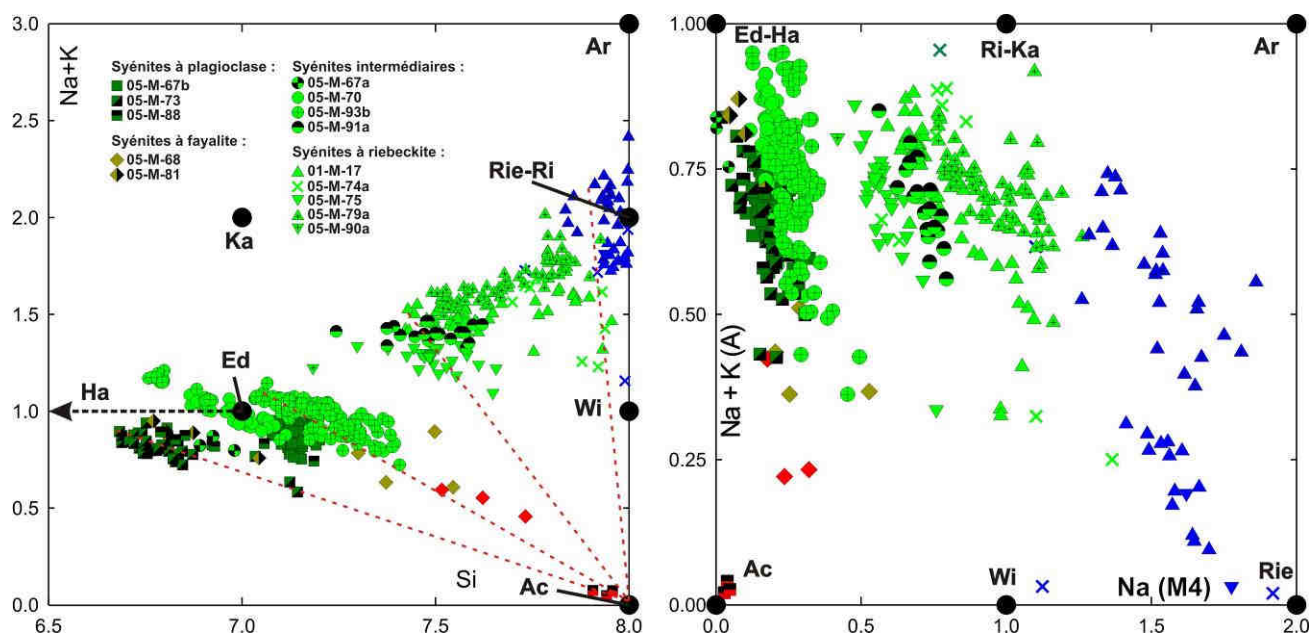 3.0
2.5
2.0
1.5
1.0
0.5
0.0
6.0
7.0
7.5
8.0
Na+K
Si
Syénites à plagioclase :
05-M-67b
05-M-73
05-M-88
Syénites à fayalite :
05-M-68
05-M-81
Syénites intermédiaires :
05-M-67a
05-M-70
05-M-93b
05-M-91a
Syénites à riebeckite :
01-M-17
05-M-74a
05-M-75
05-M-79a
05-M-90a
Ar
Rie-Ri
Ka
Ed
Ha
Wi
Ac
1.00
0.75
0.50
0.25
0.00
0.0
0.5
1.0
1.5
2.0
Na + K (A)
Na (M4)
Ed-Ha
Ri-Ka
Ar
Ac
Wi
Rie